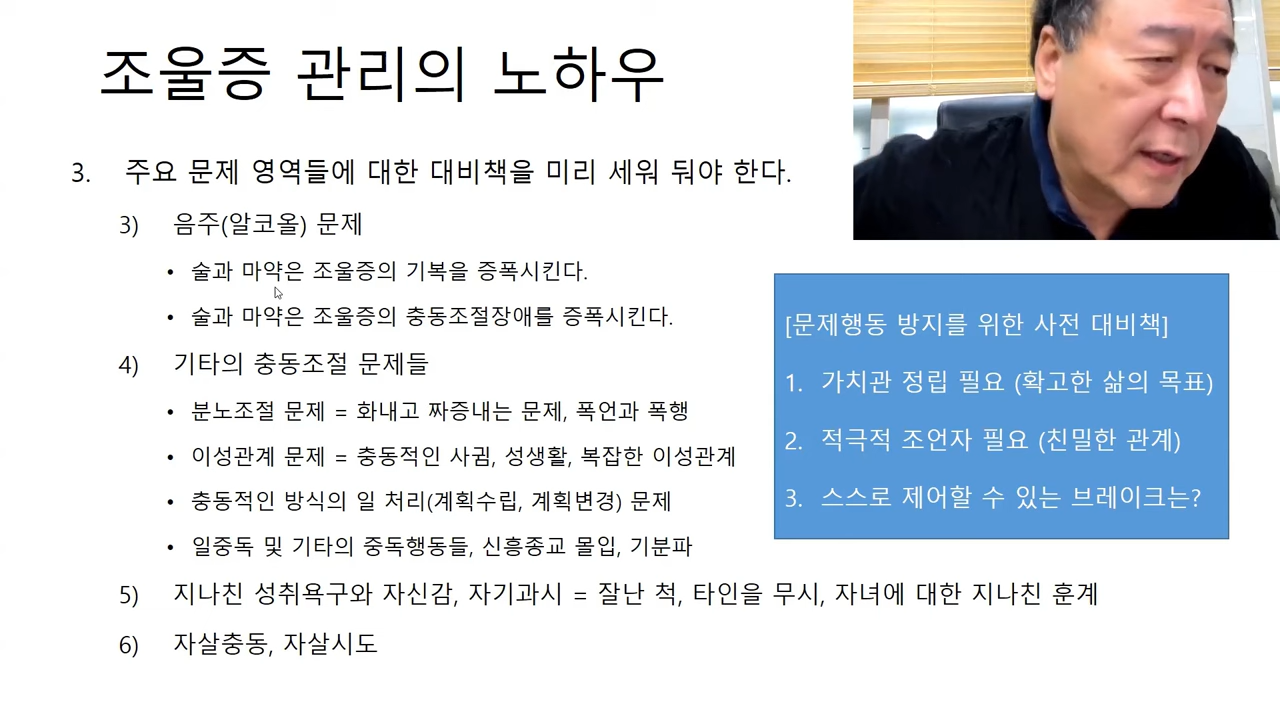 조울증 관리의 노하우
3. 주요 문제 영역들에 대한 대비책을 미리 세워 둬야 한다.
3) 음주(알코올) 문제
• 술과 마약은 조울증의 기복을 증폭시킨다.
• 술과 마약은 조울증의 충동조절장애를 증폭시킨다.
4) 기타의 충동조절 문제들
• 분노조절 문제 = 화내고 짜증내는 문제, 폭언과 폭행
• 이성관계 문제 = 충동적인 사귐, 성생활, 복잡한 이성관계
• 충동적인 방식의 일 처리(계획수립, 계획변경) 문제
• 일중독 및 기타의 중독행동들, 신흥종교 몰입, 기분파
5) 지나친 성취욕구와 자신감, 자기과시 = 잘난 척, 타인을 무시, 자녀에 대한 지나친 훈계
6) 자살충동, 자살시도
[문제행동 방지를 위한 사전 대비책]
1. 가치관 정립 필요 (확고한 삶의 목표)
2. 적극적 조언자 필요 (친밀한 관계)
3. 스스로 제어할 수 있는 브레이크는?